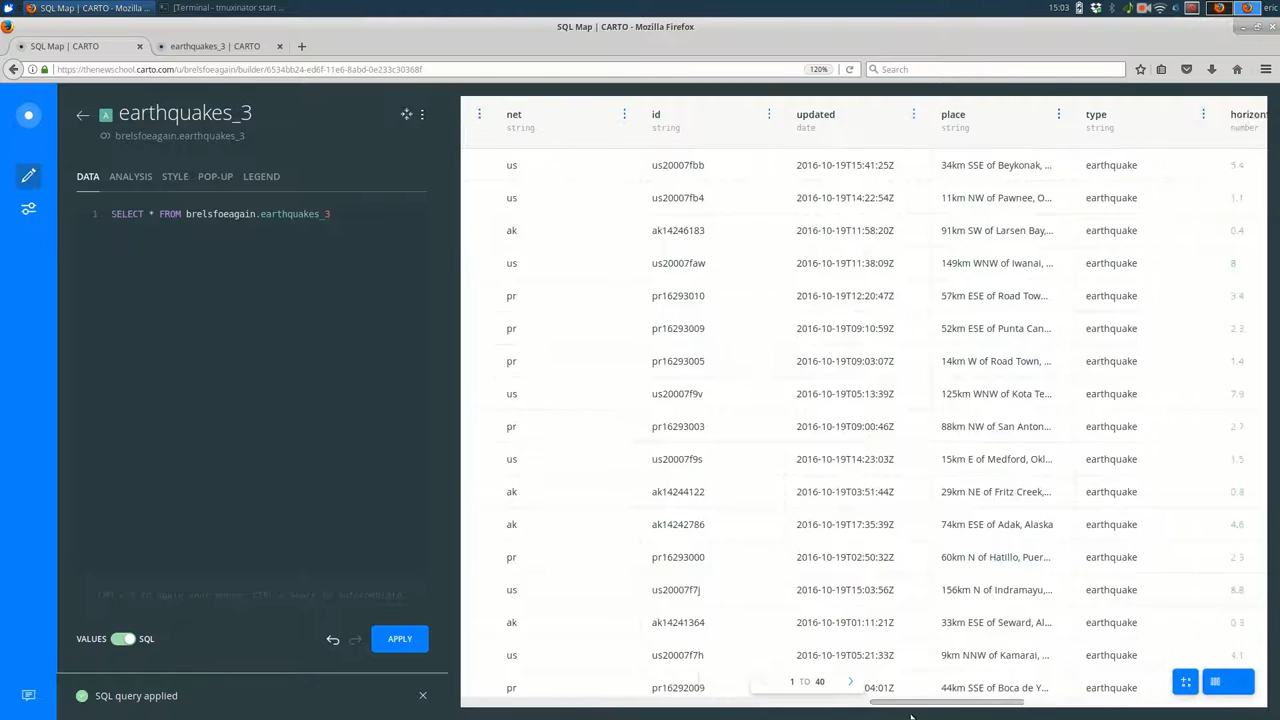 SQL Map | CARTO - Mozilla ...
[Terminal - tmuxinator start ...
15:03
eric
SQL Map | CARTO - Mozilla Firefox
SQL Map | CARTO
earthquakes_3 | CARTO
https://thenewschool.carto.com/u/brelsfoeagain/builder/6534bb24-ed6f-11e6-8abd-0e233c30368f
120%
Search
A
earthquakes_3
brelsfoeagain.earthquakes_3
DATA ANALYSIS STYLE POP-UP LEGEND
1 SELECT * FROM brelsfoeagain.earthquakes_3
VALUES SQL
APPLY
SQL query applied
net id updated place type horizon
string string date string string number
us us20007fbb 2016-10-19T15:41:25Z 34km SSE of Beykonak, ... earthquake 5.4
us us20007fb4 2016-10-19T14:22:54Z 11km NW of Pawnee, O... earthquake 1.1
ak ak14246183 2016-10-19T11:58:20Z 91km SW of Larsen Bay,... earthquake 0.4
us us20007faw 2016-10-19T11:38:09Z 149km WNW of Iwanai, ... earthquake 8
pr pr16293010 2016-10-19T12:20:47Z 57km ESE of Road Tow... earthquake 3.4
pr pr16293009 2016-10-19T09:10:59Z 52km ESE of Punta Can... earthquake 2.3
pr pr16293005 2016-10-19T09:03:07Z 14km W of Road Town, ... earthquake 1.4
us us20007f9v 2016-10-19T05:13:39Z 125km WNW of Kota Te... earthquake 7.9
pr pr16293003 2016-10-19T09:00:46Z 88km NW of San Anton... earthquake
us us20007f9s 2016-10-19T14:23:03Z 15km E of Medford, Okl... earthquake 1.5
ak ak14244122 2016-10-19T03:51:44Z 29km NE of Fritz Creek,... earthquake 0.8
ak ak14242786 2016-10-19T17:35:39Z 74km ESE of Adak, Alaska earthquake 4.6
pr pr16293000 2016-10-19T02:50:32Z 60km N of Hatillo, Puer... earthquake
us us20007f7j 2016-10-19T15:03:56Z 156km N of Indramayu,... earthquake
ak ak14241364 2016-10-19T01:11:21Z 33km ESE of Seward, Al... earthquake
us us20007f7h 2016-10-19T05:21:33Z 9km NNW of Kamarai, ... earthquake 4.1
pr pr16292009 04:01Z 44km SSE of Boca de Y... earthquake
1 TO 40